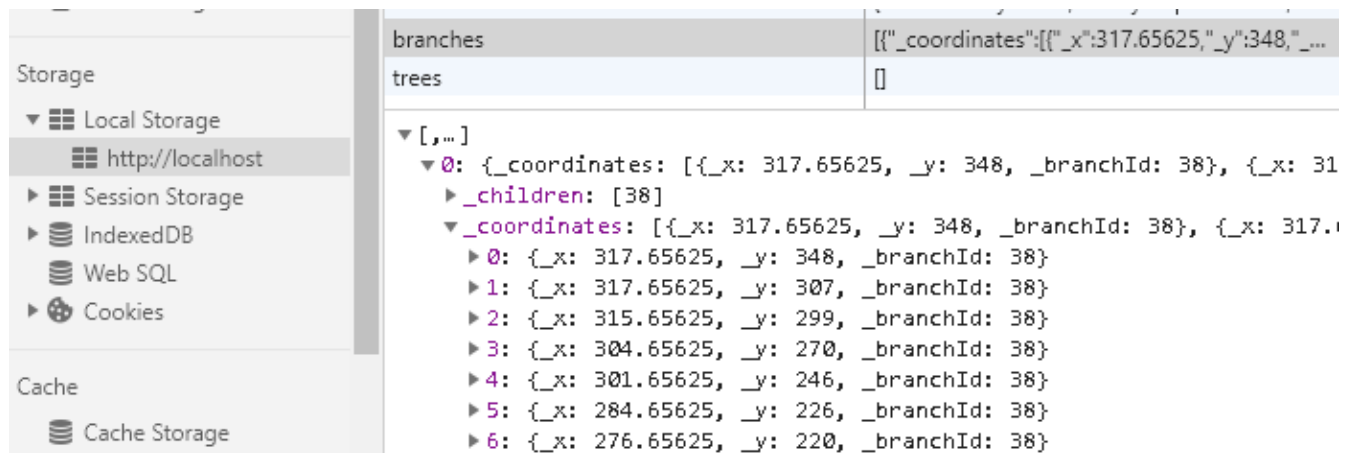 branches [{"_coordinates":[{"_x":317.65625,"_y":348,"_...
trees []
Storage
Local Storage
http://localhost
Session Storage
IndexedDB
Web SQL
Cookies
Cache
Cache Storage
[,…]
0: {_coordinates: [{_x: 317.65625, _y: 348, _branchId: 38}, {_x: 31
_children: [38]
_coordinates: [{_x: 317.65625, _y: 348, _branchId: 38}, {_x: 317.
0: {_x: 317.65625, _y: 348, _branchId: 38}
1: {_x: 317.65625, _y: 307, _branchId: 38}
2: {_x: 315.65625, _y: 299, _branchId: 38}
3: {_x: 304.65625, _y: 270, _branchId: 38}
4: {_x: 301.65625, _y: 246, _branchId: 38}
5: {_x: 284.65625, _y: 226, _branchId: 38}
6: {_x: 276.65625, _y: 220, _branchId: 38}